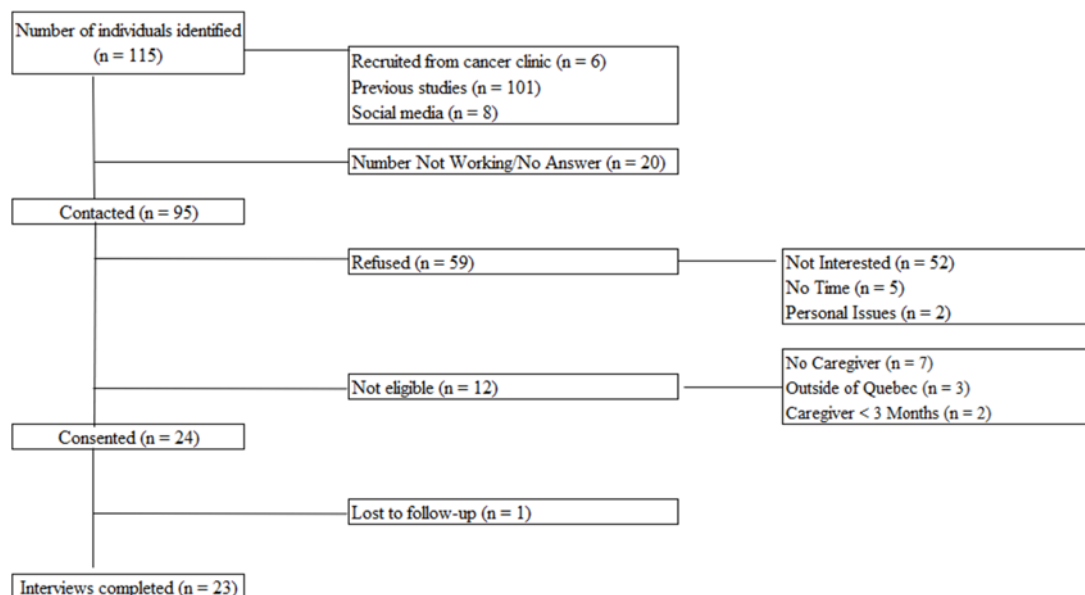 Number of individuals identified
(n = 115)
Recruited from cancer clinic (n = 6)
Previous studies (n = 101)
Social media (n = 8)
Number Not Working/No Answer (n = 20)
Contacted (n = 95)
Refused (n = 59)
Not Interested (n = 52)
No Time (n = 5)
Personal Issues (n = 2)
Not eligible (n = 12)
No Caregiver (n = 7)
Outside of Quebec (n = 3)
Caregiver < 3 Months (n = 2)
Consented (n = 24)
Lost to follow-up (n = 1)
Interviews completed (n = 23)